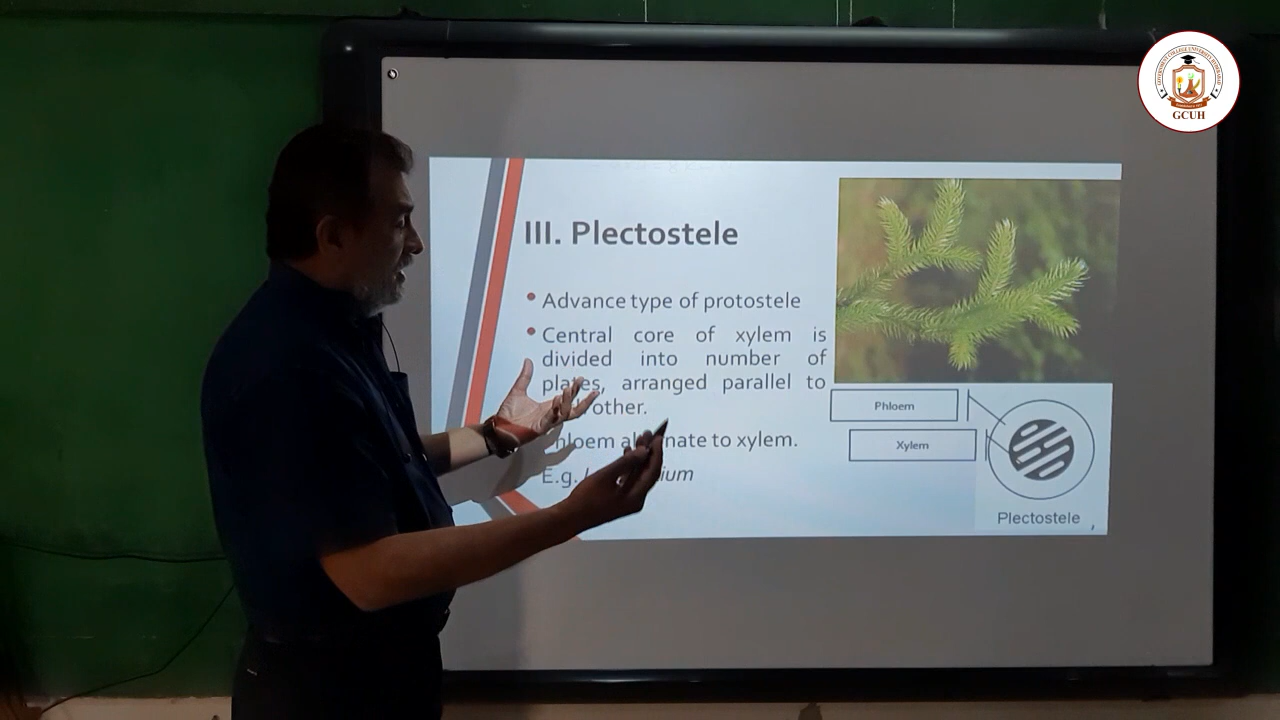 III. Plectostele
Advance type of protostele
Central core of xylem is
divided into number of
plates, arranged parallel to
other.
to xylem.
E.g.
Phloem
Xylem
Plectostele ,
GCUH